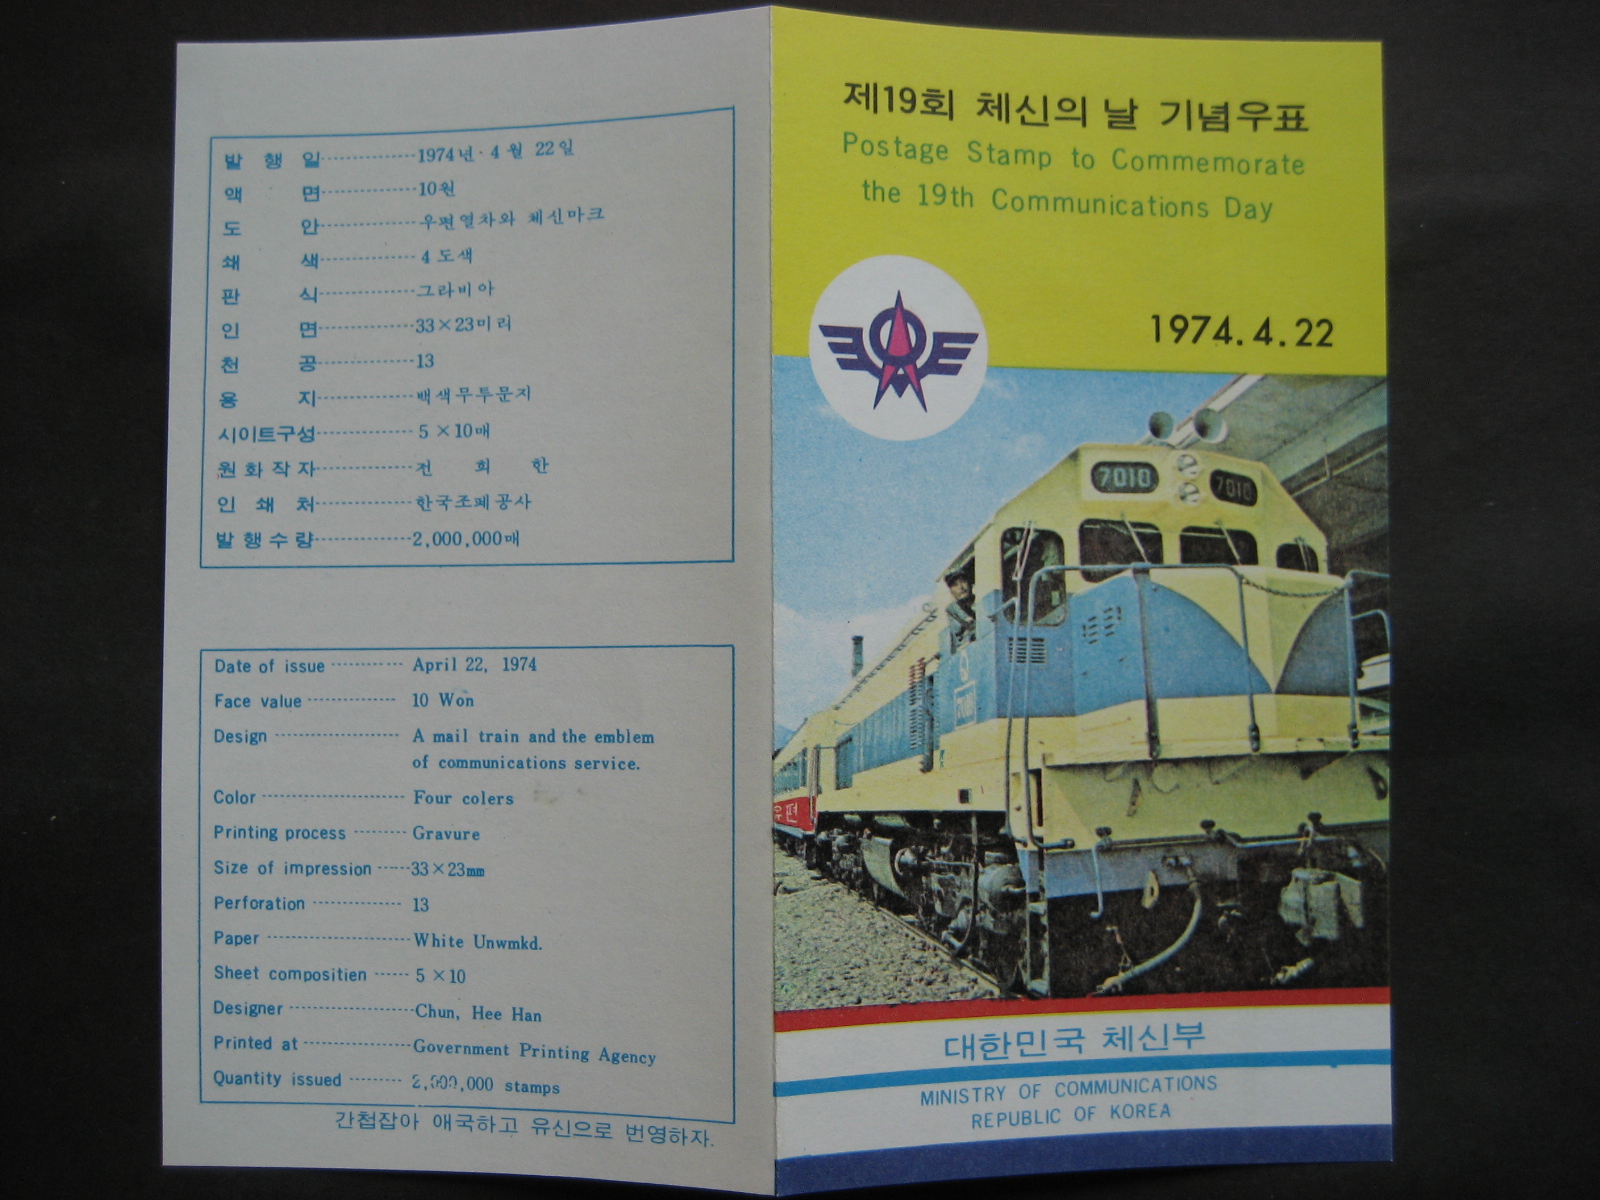 발 행 일 1974년·4월 22일
액 면 10원
도 안 우편열차와 체신마크
쇄 색 4도색
판 식 그라비아
인 면 33×23미리
천 공 13
용 지 백색무투문지
시이트구성 5×10매
원화작자 전 희 한
인 쇄 처 한국조폐공사
발행수량 2,000,000매
Date of issue April 22, 1974
Face value 10 Won
Design A mail train and the emblem
of communications service.
Color Four colers
Printing process Gravure
Size of impression 33×23mm
Perforation 13
Paper White Unwmkd.
Sheet compositien 5×10
Designer Chun, Hee Han
Printed at Government Printing Agency
Quantity issued 2,000,000 stamps
간첩잡아 애국하고 유신으로 번영하자.
제19회 체신의 날 기념우표
Postage Stamp to Commemorate
the 19th Communications Day
1974.4.22
7010 7010
우편
대한민국 체신부
MINISTRY OF COMMUNICATIONS
REPUBLIC OF KOREA